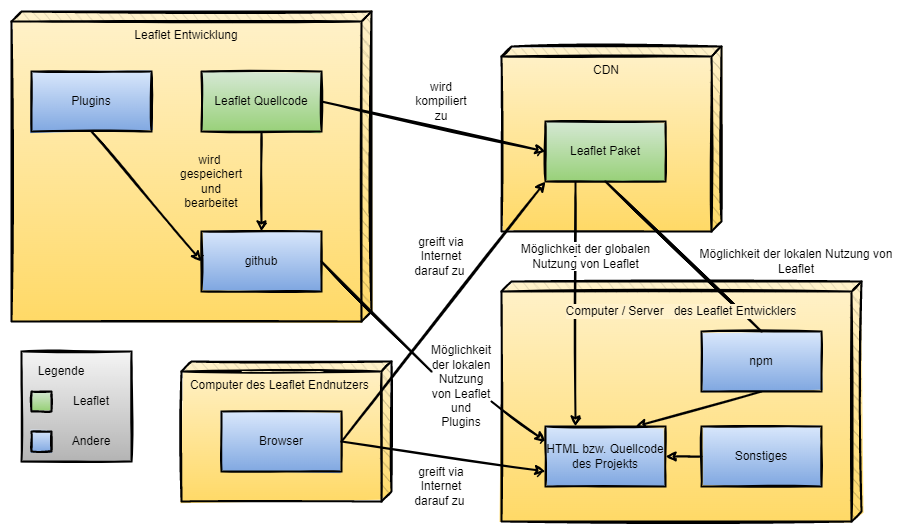 Leaflet Entwicklung
Plugins
Leaflet Quellcode
wird
gespeichert
und
bearbeitet
github
wird
kompiliert
zu
CDN
Leaflet Paket
greift via
Internet
darauf zu
Möglichkeit der globalen
Nutzung von Leaflet
Möglichkeit der lokalen Nutzung von
Leaflet
Computer / Server   des Leaflet Entwicklers
npm
HTML bzw. Quellcode
des Projekts
Sonstiges
Möglichkeit
der lokalen
Nutzung
von Leaflet
und
Plugins
Computer des Leaflet Endnutzers
Browser
greift via
Internet
darauf zu
Legende
Leaflet
Andere